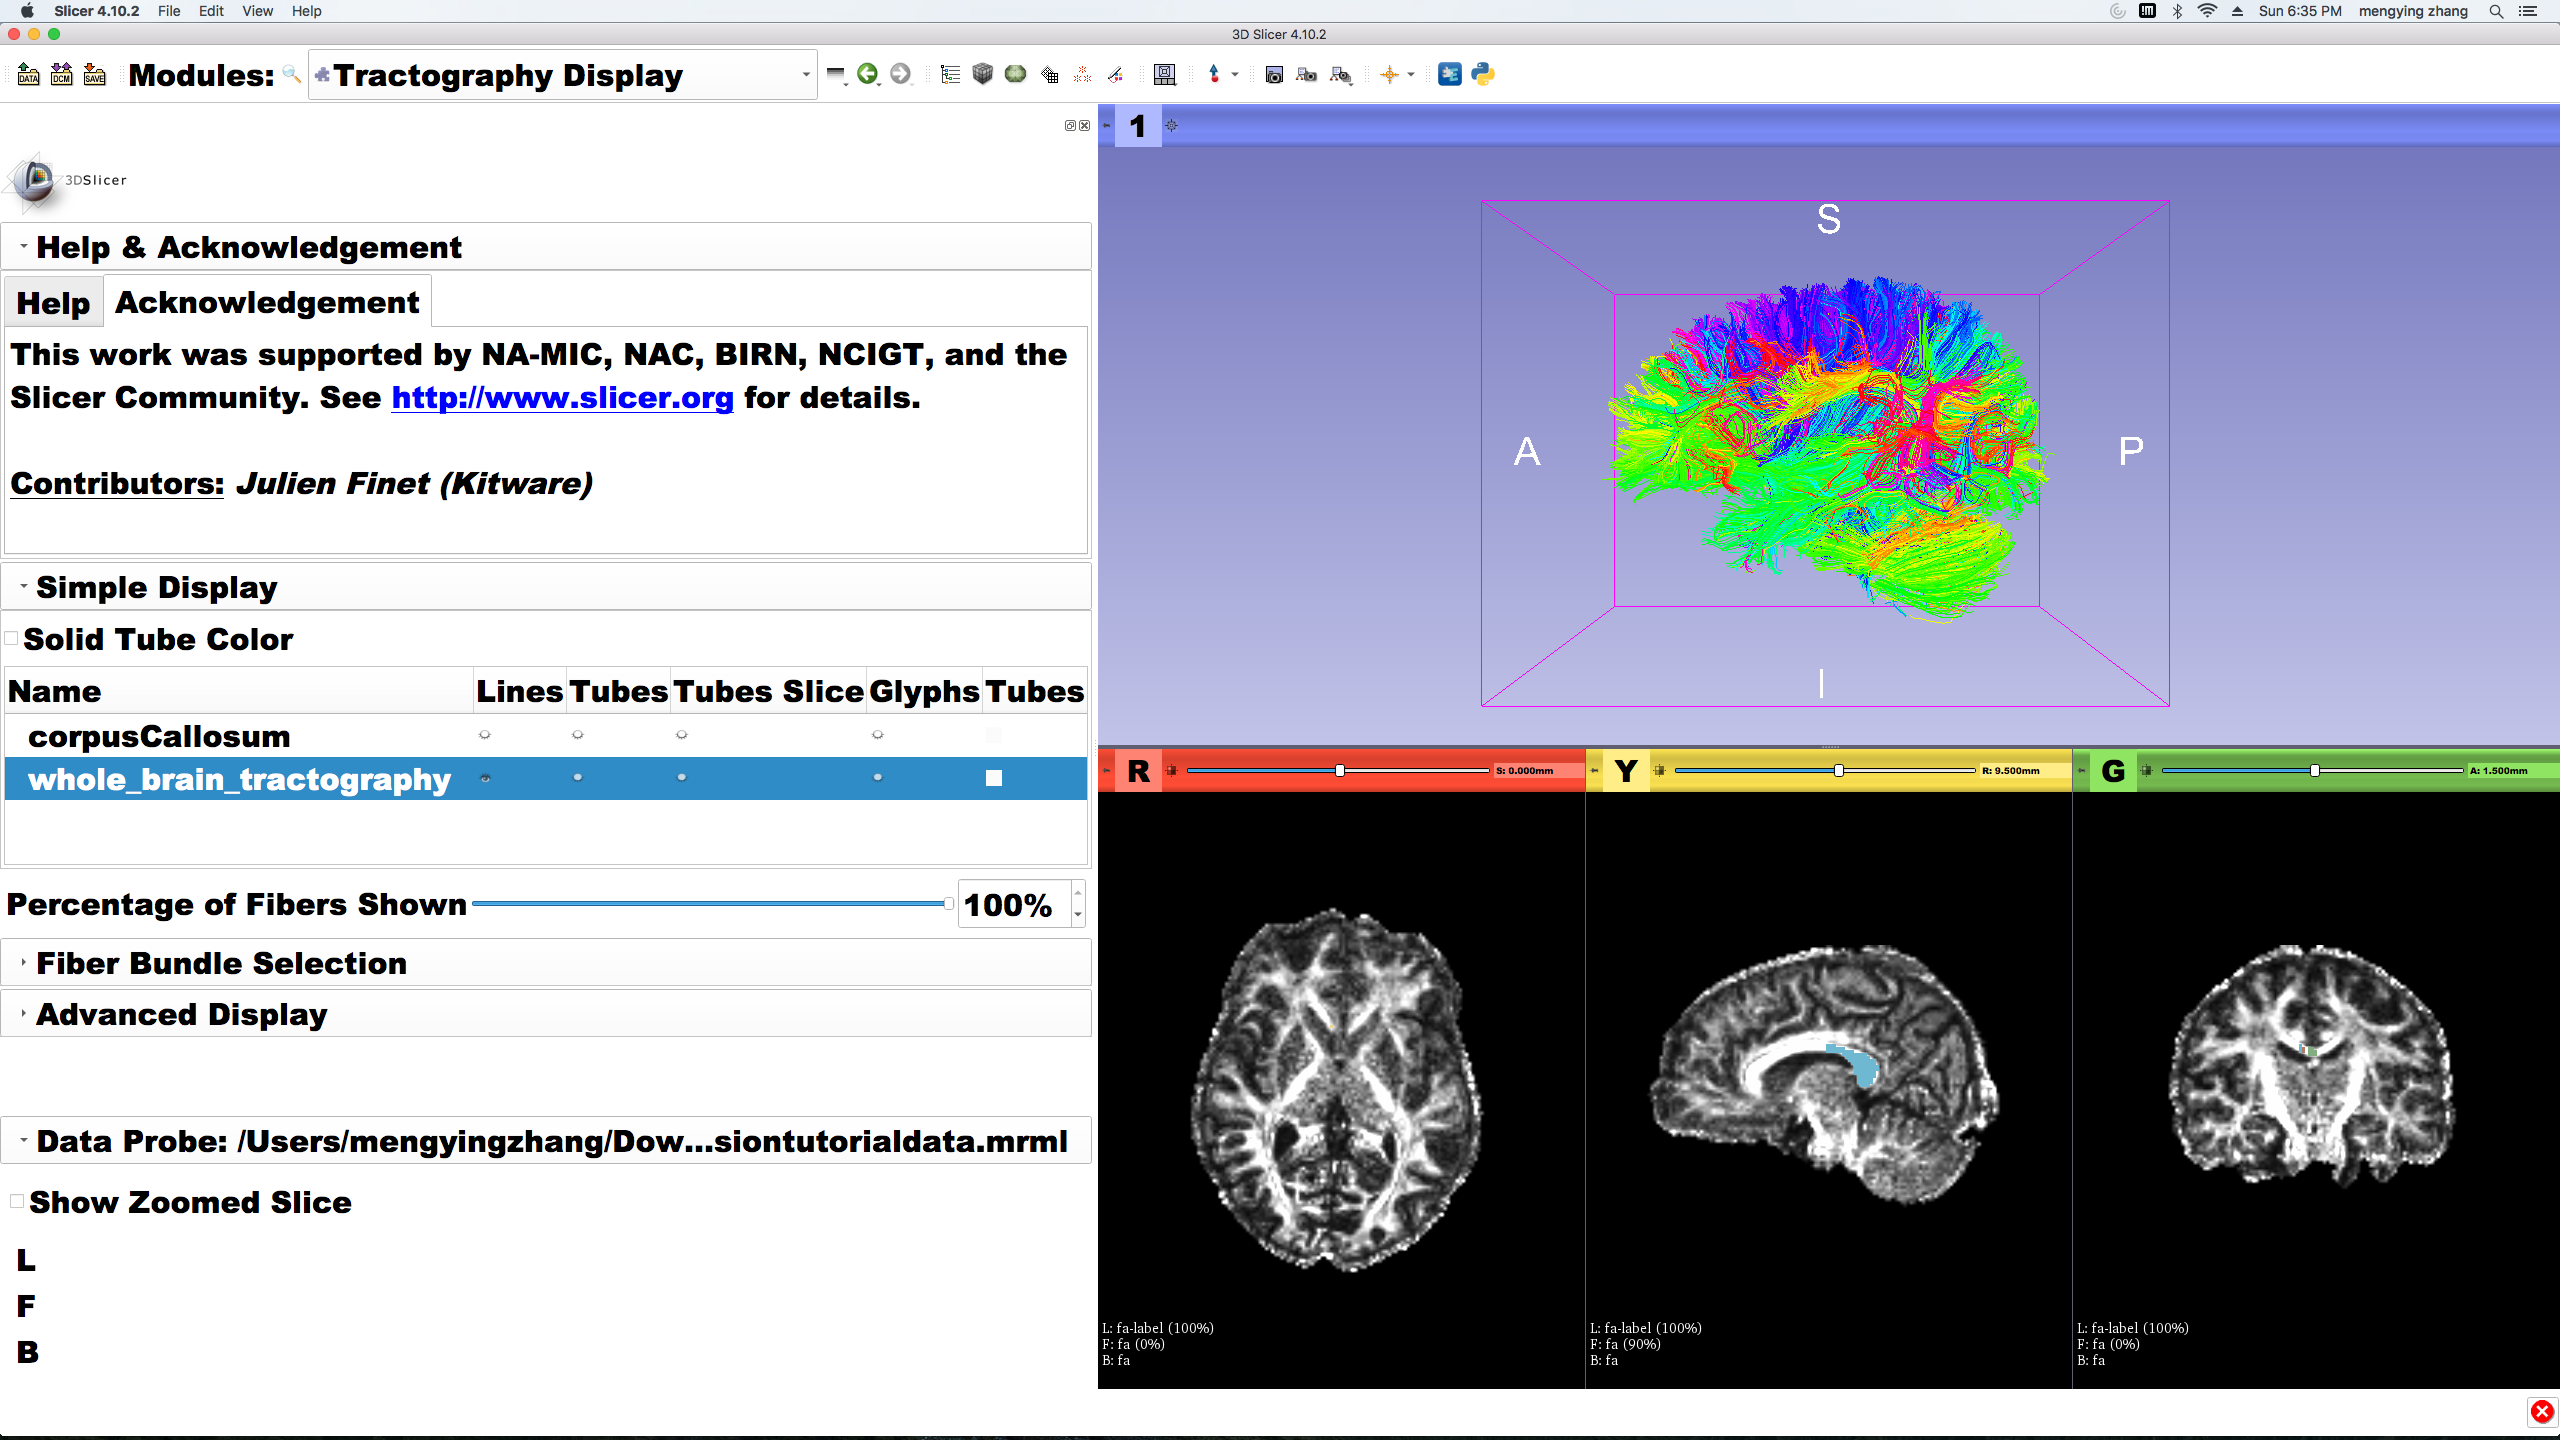 Slicer 4.10.2 File Edit View Help Sun 6:35 PM mengying zhang
3D Slicer 4.10.2
DATA DCM SAVE Modules: Tractography Display
1
3DSlicer
Help & Acknowledgement
Help Acknowledgement
This work was supported by NA-MIC, NAC, BIRN, NCIGT, and the
Slicer Community. See http://www.slicer.org for details.
Contributors: Julien Finet (Kitware)
Simple Display
Solid Tube Color
Name Lines Tubes Tubes Slice Glyphs Tubes
corpusCallosum
whole_brain_tractography
Percentage of Fibers Shown 100%
Fiber Bundle Selection
Advanced Display
Data Probe: /Users/mengyingzhang/Dow...siontutorialdata.mrml
Show Zoomed Slice
L
F
B
S
A P
I
R S: 0.000mm
Y R: 9.500mm
G A: 1.500mm
L: fa-label (100%)
F: fa (0%)
B: fa
L: fa-label (100%)
F: fa (90%)
B: fa
L: fa-label (100%)
F: fa (0%)
B: fa